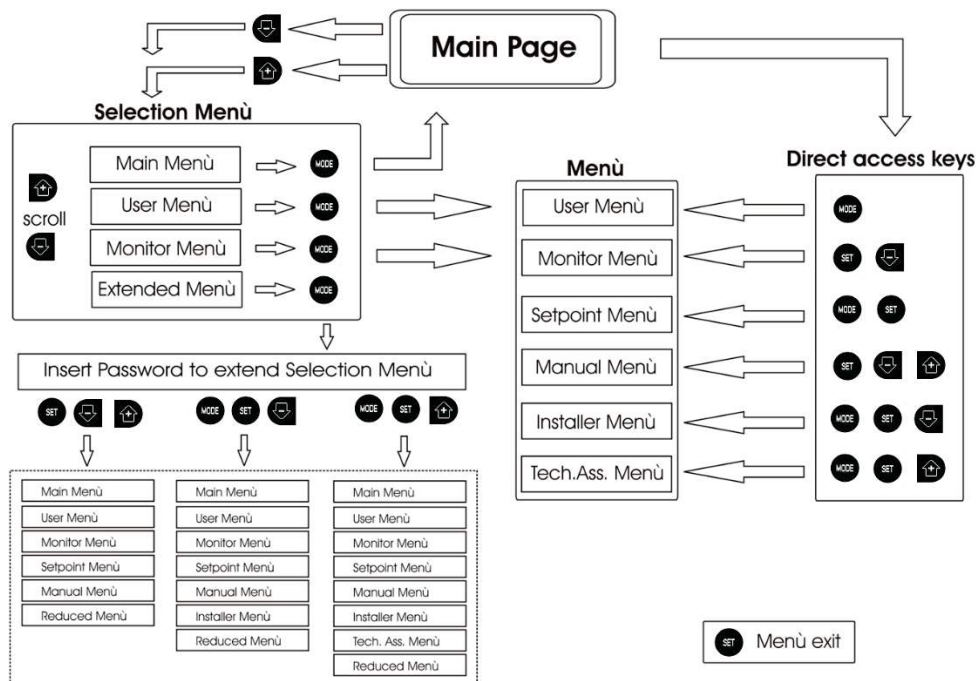 Main Page
Selection Menù
Main Menù
MODE
User Menù
MODE
scroll
Monitor Menù
MODE
Extended Menù
MODE
Insert Password to extend Selection Menù
SET
MODE SET
MODE SET
Main Menù
User Menù
Monitor Menù
Setpoint Menù
Manual Menù
Reduced Menù
Main Menù
User Menù
Monitor Menù
Setpoint Menù
Manual Menù
Installer Menù
Reduced Menù
Main Menù
User Menù
Monitor Menù
Setpoint Menù
Manual Menù
Installer Menù
Tech. Ass. Menù
Reduced Menù
Menù
User Menù
Monitor Menù
Setpoint Menù
Manual Menù
Installer Menù
Tech.Ass. Menù
Direct access keys
MODE
SET
MODE SET
SET
MODE SET
MODE SET
SET Menù exit